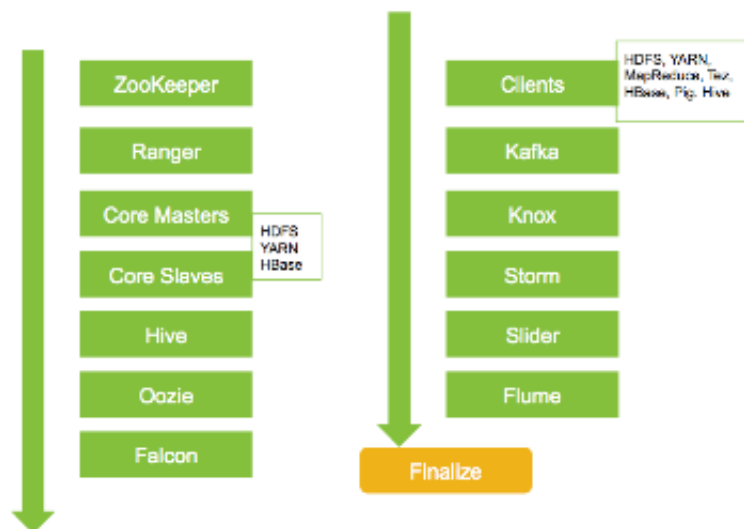 ZooKeeper
Ranger
Core Masters
HDFS
YARN
HBase
Core Slaves
Hive
Oozie
Falcon
Clients
HDFS, YARN,
MapReduce, Tez,
HBase, Pig. Hive
Kafka
Knox
Storm
Slider
Flume
Finalize